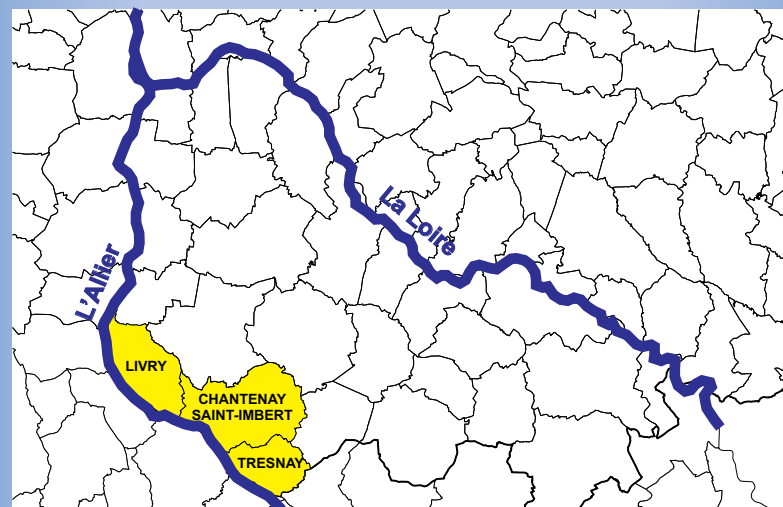 La Loire
L'Allier
LIVRY
CHANTENAY
SAINT-IMBERT
TRESNAY